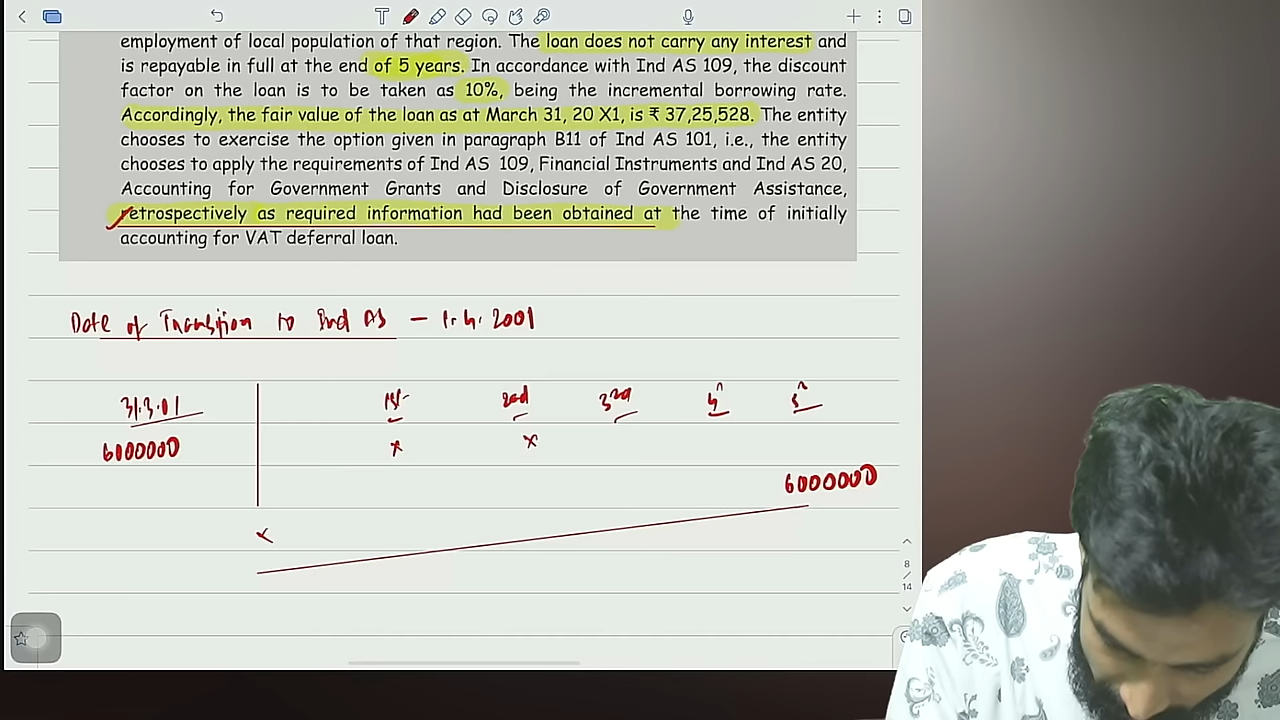 employment of local population of that region. The loan does not carry any interest and
is repayable in full at the end of 5 years. In accordance with Ind AS 109, the discount
factor on the loan is to be taken as 10%, being the incremental borrowing rate.
Accordingly, the fair value of the loan as at March 31, 20 X1, is ₹ 37,25,528. The entity
chooses to exercise the option given in paragraph B11 of Ind AS 101, i.e., the entity
chooses to apply the requirements of Ind AS 109, Financial Instruments and Ind AS 20,
Accounting for Government Grants and Disclosure of Government Assistance,
retrospectively as required information had been obtained at the time of initially
accounting for VAT deferral loan.
Date of Transition to Ind AS - 1.4.2001
31.3.01 1st 2nd 3rd
6000000 x x
6000000
8
/
14